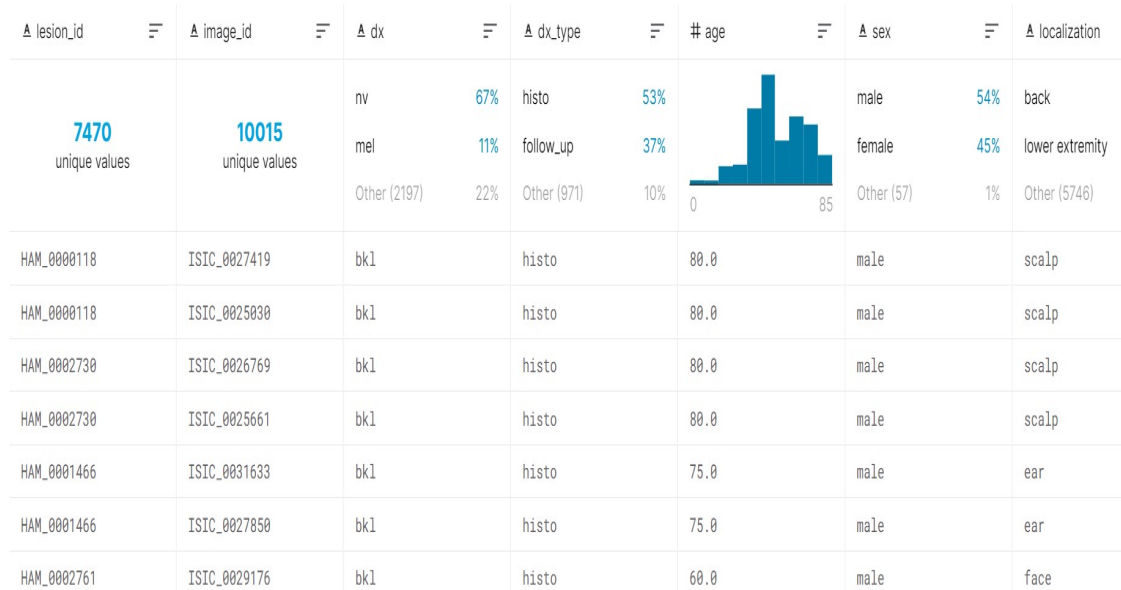 A lesion_id A image_id A dx A dx_type # age A sex A localization
nv 67% histo 53% male 54% back
7470 10015
unique values unique values
mel 11% follow_up 37% female 45% lower extremity
Other (2197) 22% Other (971) 10% 0 85 Other (57) 1% Other (5746)
HAM_0000118 ISIC_0027419 bkl histo 80.0 male scalp
HAM_0000118 ISIC_0025030 bkl histo 80.0 male scalp
HAM_0002730 ISIC_0026769 bkl histo 80.0 male scalp
HAM_0002730 ISIC_0025661 bkl histo 80.0 male scalp
HAM_0001466 ISIC_0031633 bkl histo 75.0 male ear
HAM_0001466 ISIC_0027850 bkl histo 75.0 male ear
HAM_0002761 ISIC_0029176 bkl histo 60.0 male face